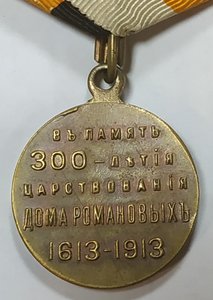 ВЪ ПАМЯТЬ
300–ЛѢТІЯ
ЦАРСТВОВАНІЯ
ДОМА РОМАНОВЫХЪ
1613-1913